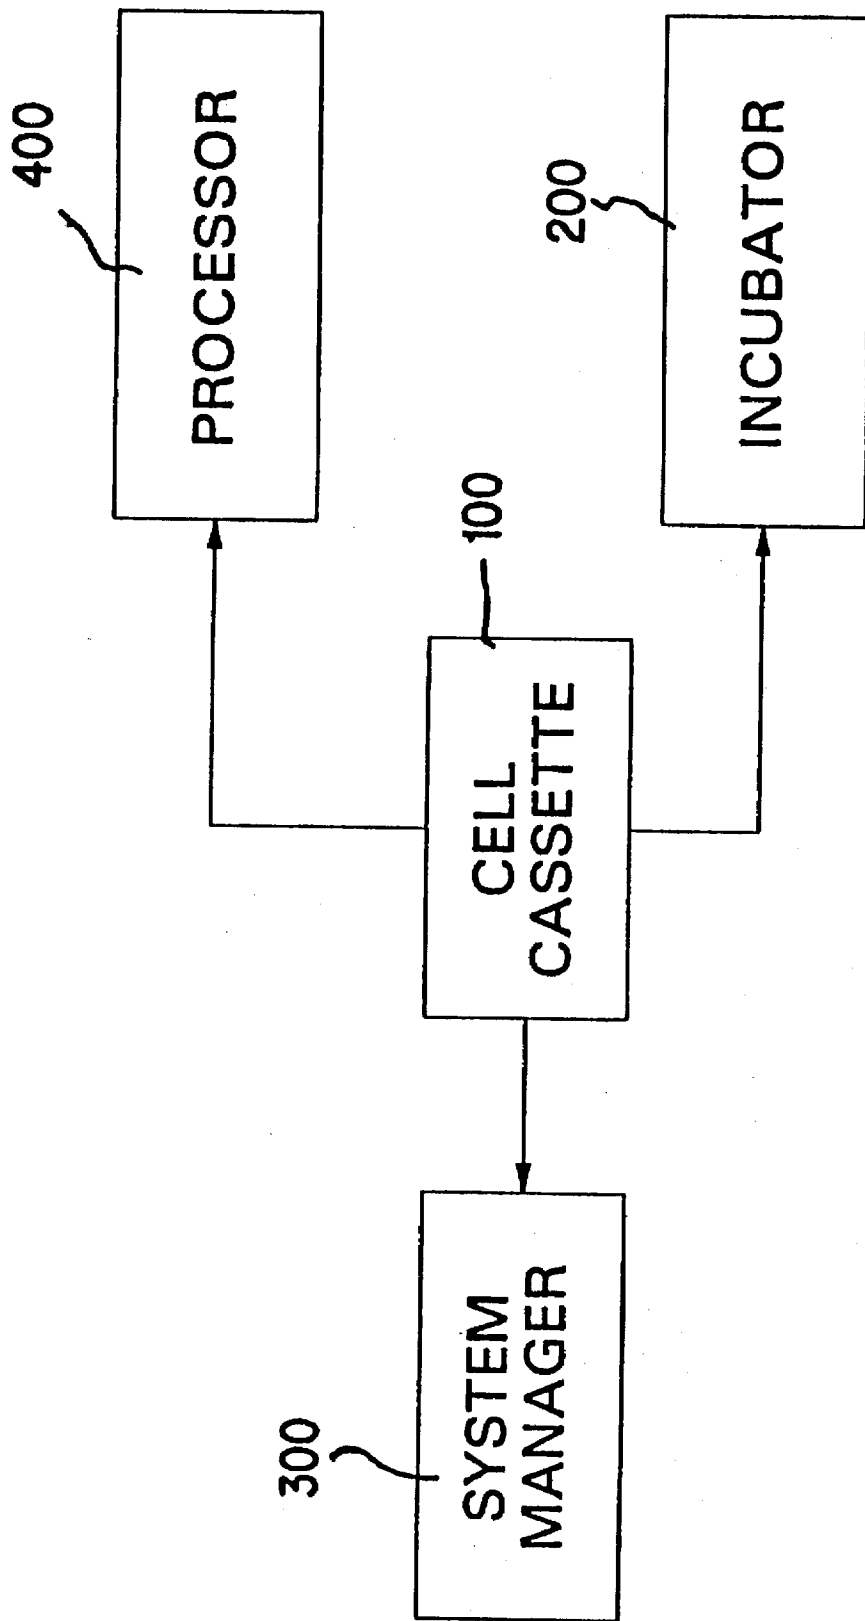 400
PROCESSOR
200
INCUBATOR
100
CELL
CASSETTE
300
SYSTEM
MANAGER